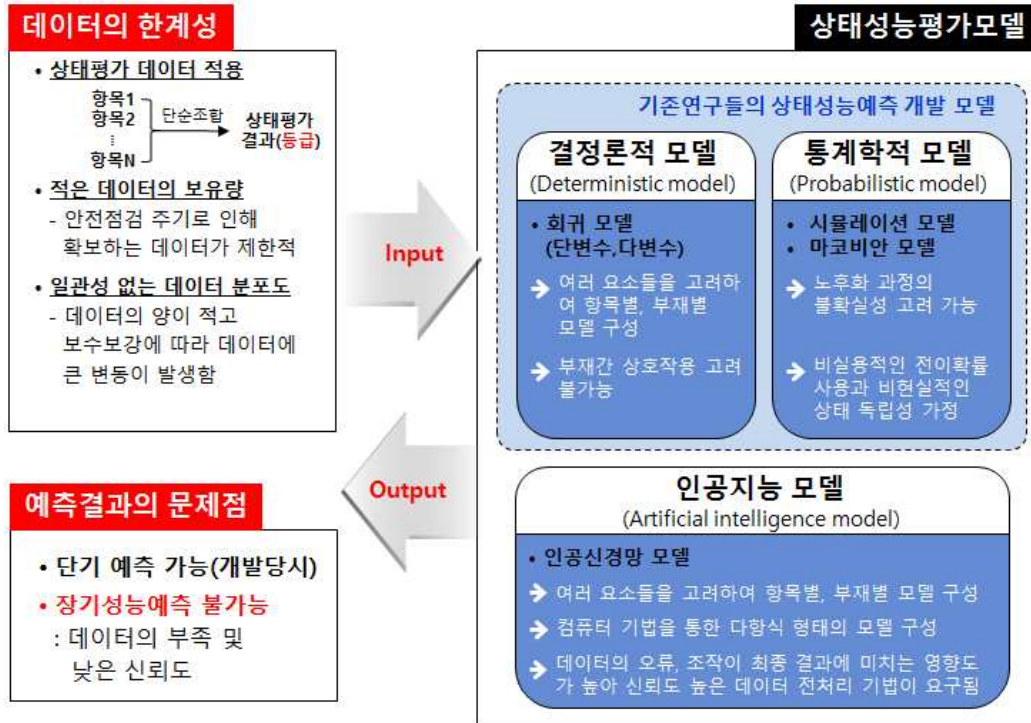 데이터의 한계성
• 상태평가 데이터 적용
항목1
항목2
⋮
항목N
단순조합
상태평가
결과(등급)
• 적은 데이터의 보유량
- 안전점검 주기로 인해
확보하는 데이터가 제한적
• 일관성 없는 데이터 분포도
- 데이터의 양이 적고
보수보강에 따라 데이터에
큰 변동이 발생함
Input
Output
예측결과의 문제점
• 단기 예측 가능(개발당시)
• 장기성능예측 불가능
: 데이터의 부족 및
낮은 신뢰도
상태성능평가모델
기존연구들의 상태성능예측 개발 모델
결정론적 모델
(Deterministic model)
• 회귀 모델
(단변수,다변수)
→ 여러 요소들을 고려하
여 항목별, 부재별
모델 구성
→ 부재간 상호작용 고려
불가능
통계학적 모델
(Probabilistic model)
• 시뮬레이션 모델
• 마코비안 모델
→ 노후화 과정의
불확실성 고려 가능
→ 비실용적인 전이확률
사용과 비현실적인
상태 독립성 가정
인공지능 모델
(Artificial intelligence model)
• 인공신경망 모델
→ 여러 요소들을 고려하여 항목별, 부재별 모델 구성
→ 컴퓨터 기법을 통한 다항식 형태의 모델 구성
→ 데이터의 오류, 조작이 최종 결과에 미치는 영향도
가 높아 신뢰도 높은 데이터 전처리 기법이 요구됨